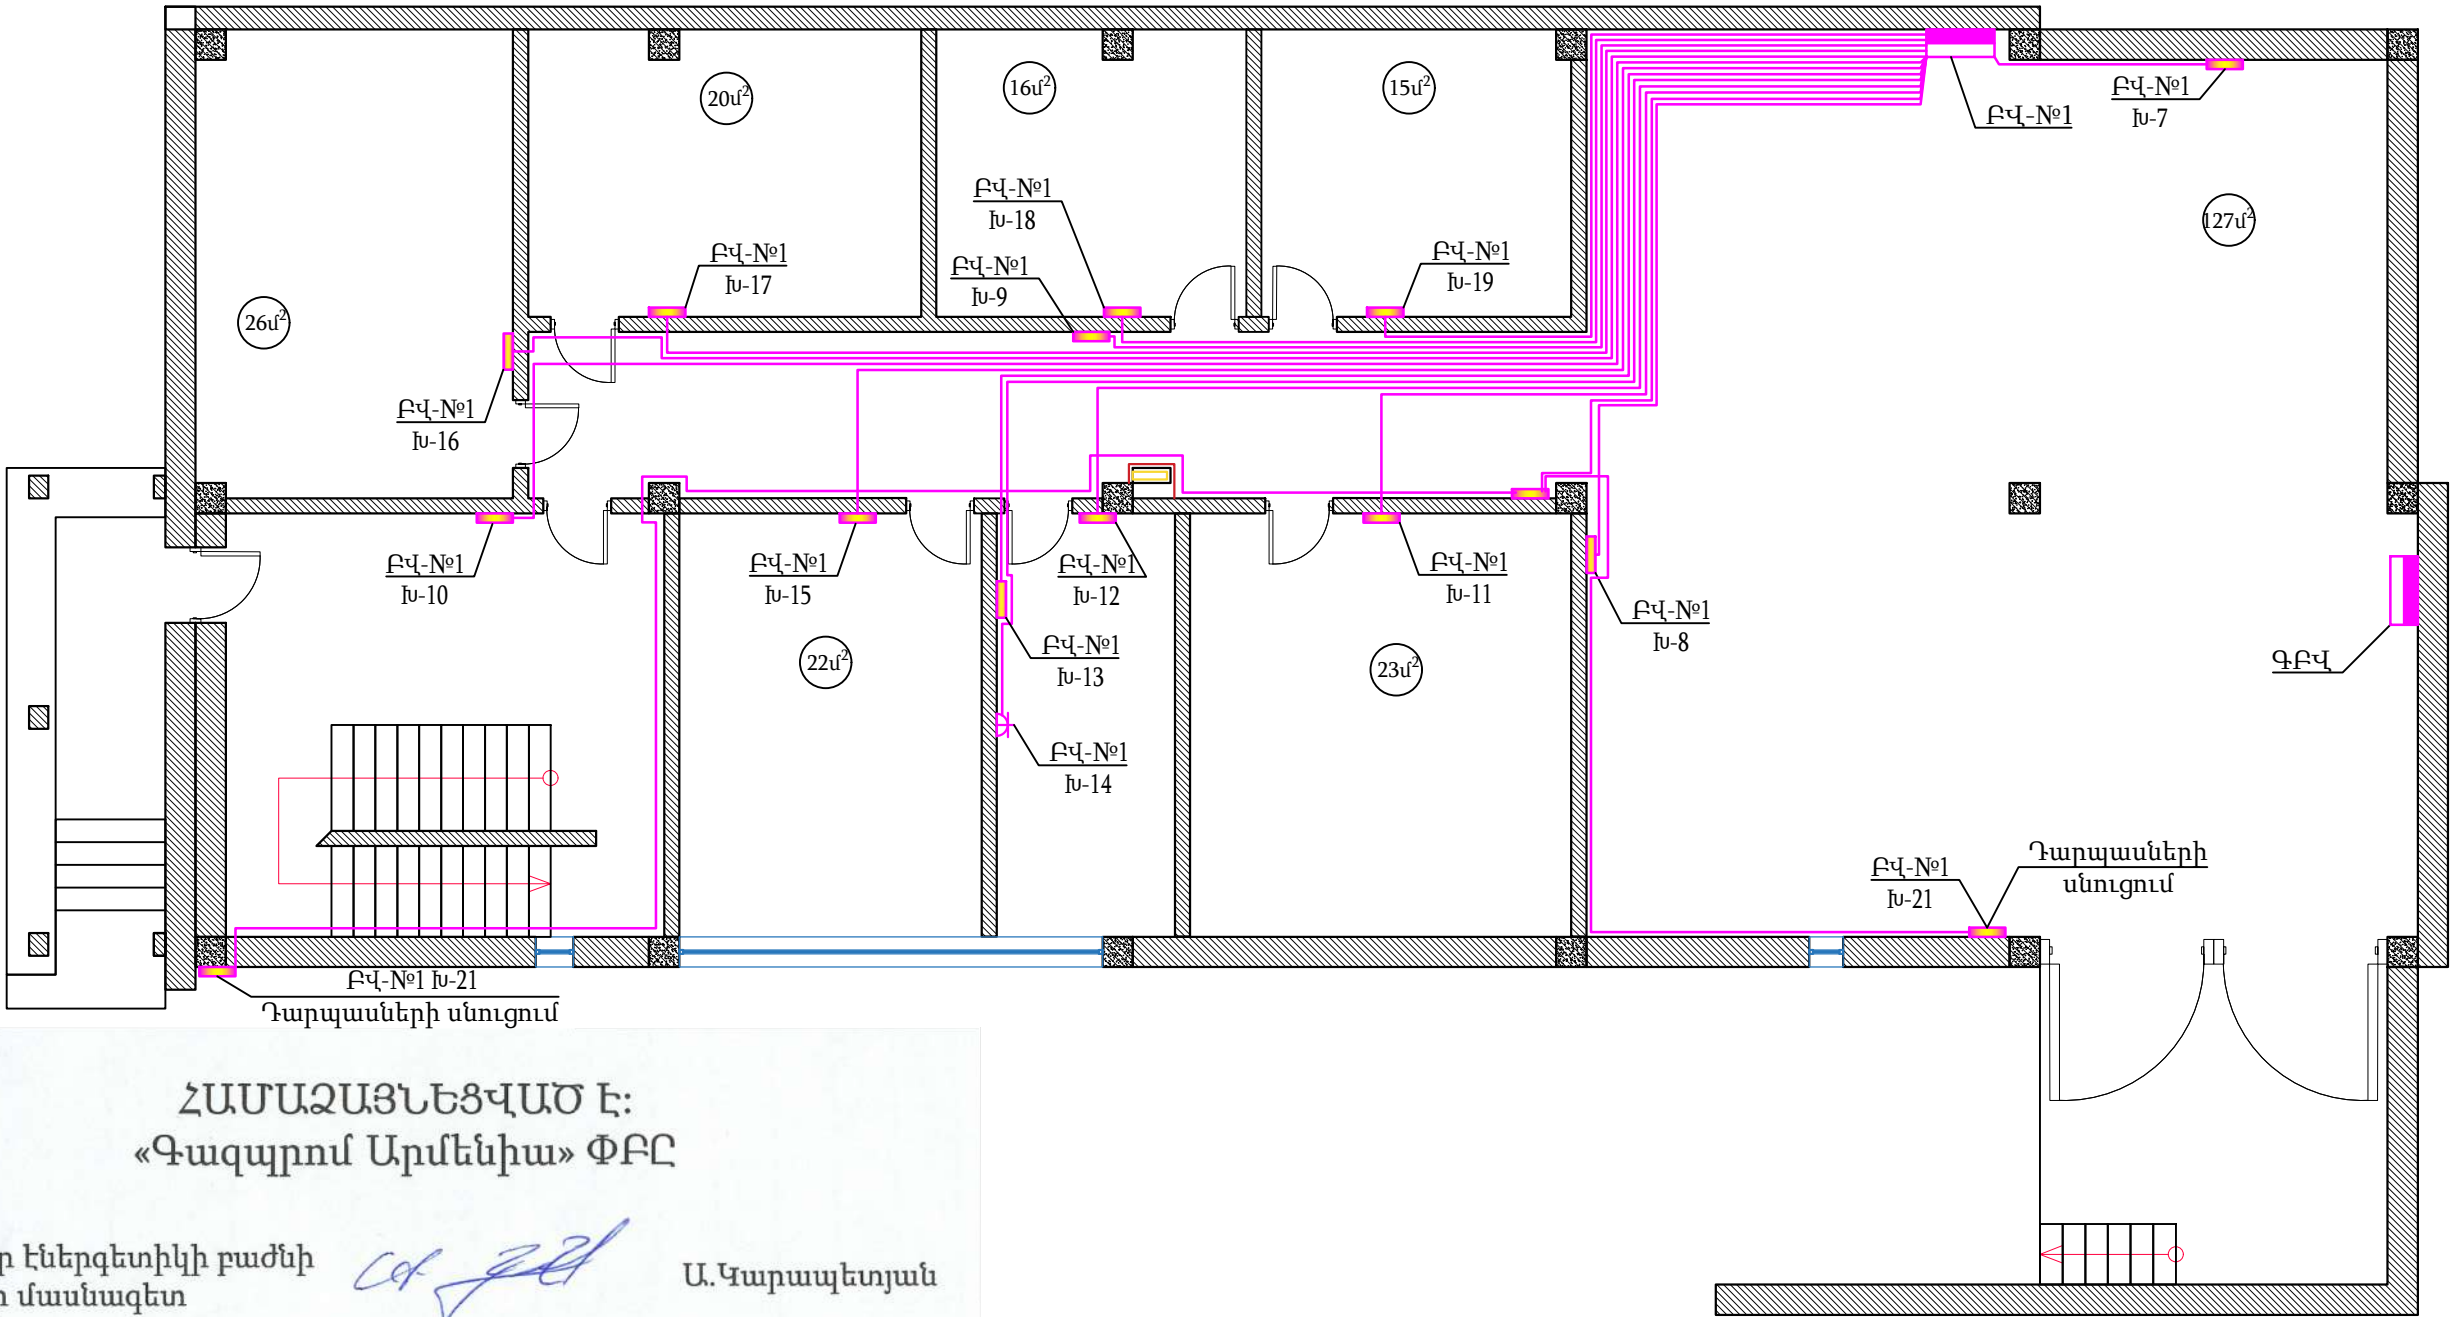 20մ²
16մ²
15մ²
ԲՎ-№1
ԲՎ-№1
Խ-7
ԲՎ-№1
Խ-18
127մ²
ԲՎ-№1
Խ-17
ԲՎ-№1
Խ-9
ԲՎ-№1
Խ-19
26մ²
ԲՎ-№1
Խ-16
ԲՎ-№1
Խ-10
ԲՎ-№1
Խ-15
ԲՎ-№1
Խ-12
ԲՎ-№1
Խ-11
ԲՎ-№1
Խ-8
22մ²
ԲՎ-№1
Խ-13
23մ²
ԳԲՎ
ԲՎ-№1
Խ-14
ԲՎ-№1
Խ-21
Դարպասների
սնուցում
ԲՎ-№1 Խ-21
Դարպասների սնուցում
ՀԱՄԱՁԱՅՆԵՑՎԱԾ Է:
«Գազպրոմ Արմենիա» ՓԲԸ
ր էներգետիկի բաժնի
մասնագետ
Ա.Կարապետյան